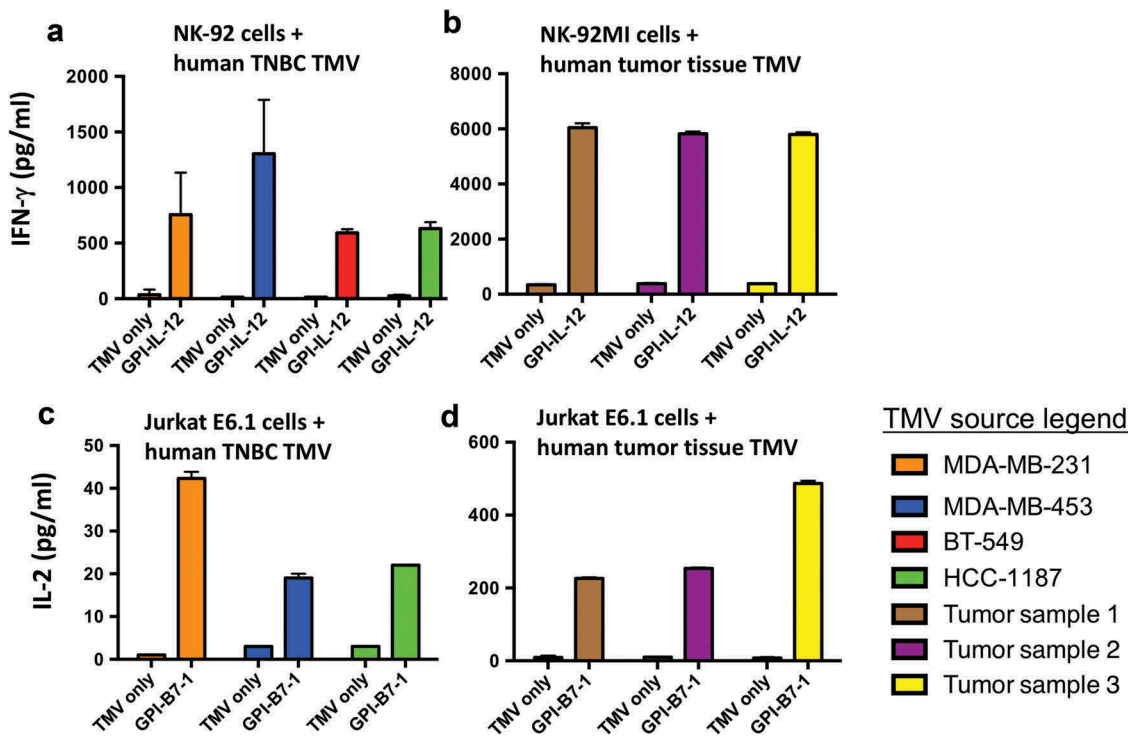 a
NK-92 cells +
human TNBC TMV
IFN-γ (pg/ml)
2000
1500
1000
500
0
TMV only
GPI-IL-12
TMV only
GPI-IL-12
TMV only
GPI-IL-12
TMV only
GPI-IL-12
b
NK-92MI cells +
human tumor tissue TMV
8000
6000
4000
2000
0
TMV only
GPI-IL-12
TMV only
GPI-IL-12
TMV only
GPI-IL-12
c
Jurkat E6.1 cells +
human TNBC TMV
IL-2 (pg/ml)
50
40
30
20
10
0
TMV only
GPI-B7-1
TMV only
GPI-B7-1
TMV only
GPI-B7-1
d
Jurkat E6.1 cells +
human tumor tissue TMV
600
400
200
0
TMV only
GPI-B7-1
TMV only
GPI-B7-1
TMV only
GPI-B7-1
TMV source legend
MDA-MB-231
MDA-MB-453
BT-549
HCC-1187
Tumor sample 1
Tumor sample 2
Tumor sample 3